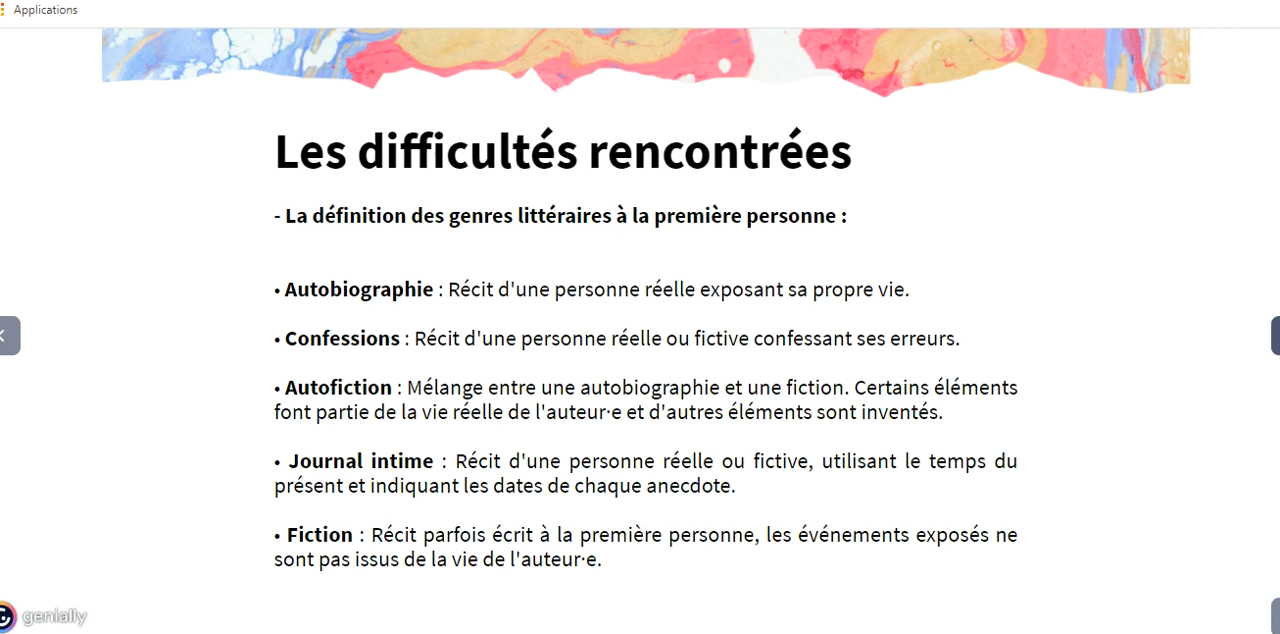 Applications
Les difficultés rencontrées
- La définition des genres littéraires à la première personne :
• Autobiographie : Récit d'une personne réelle exposant sa propre vie.
• Confessions : Récit d'une personne réelle ou fictive confessant ses erreurs.
• Autofiction : Mélange entre une autobiographie et une fiction. Certains éléments
font partie de la vie réelle de l'auteur·e et d'autres éléments sont inventés.
• Journal intime : Récit d'une personne réelle ou fictive, utilisant le temps du
présent et indiquant les dates de chaque anecdote.
• Fiction : Récit parfois écrit à la première personne, les événements exposés ne
sont pas issus de la vie de l'auteur·e.
genially